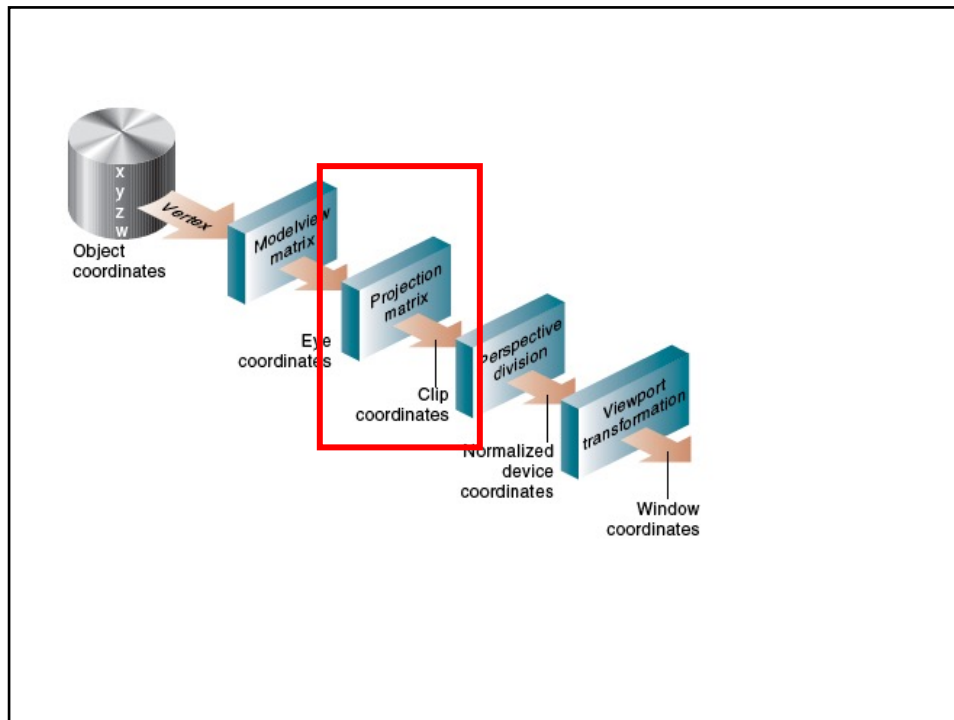 x
y
z
w
Vertex
Object
coordinates
Modelview
matrix
Eye
coordinates
Projection
matrix
Clip
coordinates
Perspective
division
Normalized
device
coordinates
Viewport
transformation
Window
coordinates